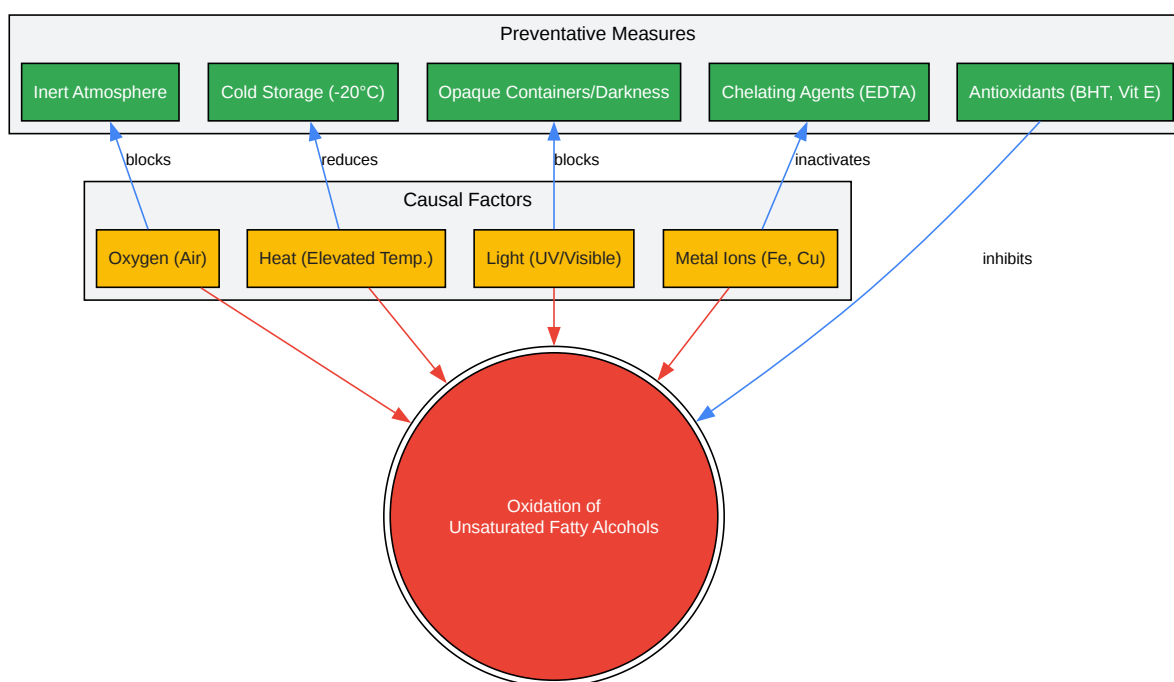 Preventative Measures
Inert Atmosphere
Cold Storage (-20°C)
Opaque Containers/Darkness
Chelating Agents (EDTA)
Antioxidants (BHT, Vit E)
blocks
reduces
blocks
inactivates
Causal Factors
Oxygen (Air)
Heat (Elevated Temp.)
Light (UV/Visible)
Metal Ions (Fe, Cu)
inhibits
Oxidation of
Unsaturated Fatty Alcohols